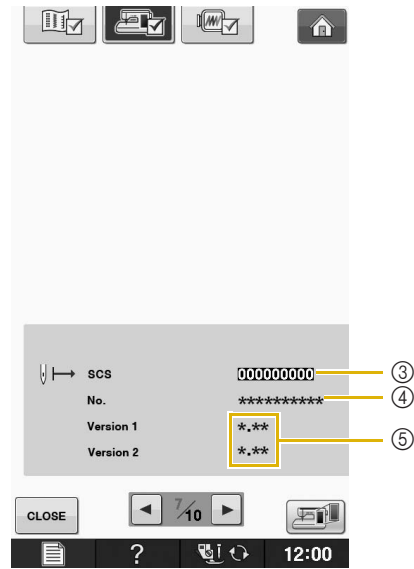 SCS 000000000 ③
No. ********** ④
Version 1 *.**
⑤
Version 2 *.**
CLOSE 7/10
? 12:00